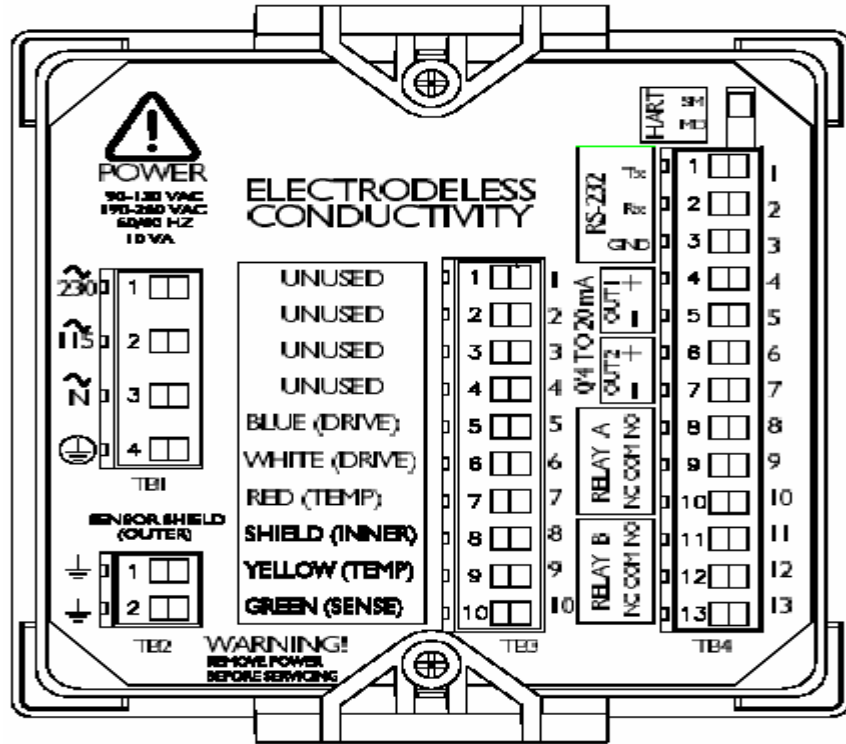 POWER
90-130 VAC
190-260 VAC
50/60 HZ
10 VA
~
230
~
115
~
N
1
2
3
4
TB1
SENSOR SHIELD
(OUTER)
1
2
TB2
ELECTRODELESS
CONDUCTIVITY
UNUSED 1 1
UNUSED 2 2
UNUSED 3 3
UNUSED 4 4
BLUE (DRIVE) 5 5
WHITE (DRIVE) 6 6
RED (TEMP) 7 7
SHIELD (INNER) 8 8
YELLOW (TEMP) 9 9
GREEN (SENSE) 10 10
TB3
WARNING!
REMOVE POWER
BEFORE SERVICING
HART
SM
MD
RS-232
Tx 1 1
Rx 2 2
GND 3 3
0/4 TO 20 mA
OUT1
+ 4 4
- 5 5
OUT2
+ 6 6
- 7 7
RELAY A
NC COM NO
8 8
9 9
10 10
RELAY B
NC COM NO
11 11
12 12
13 13
TB4